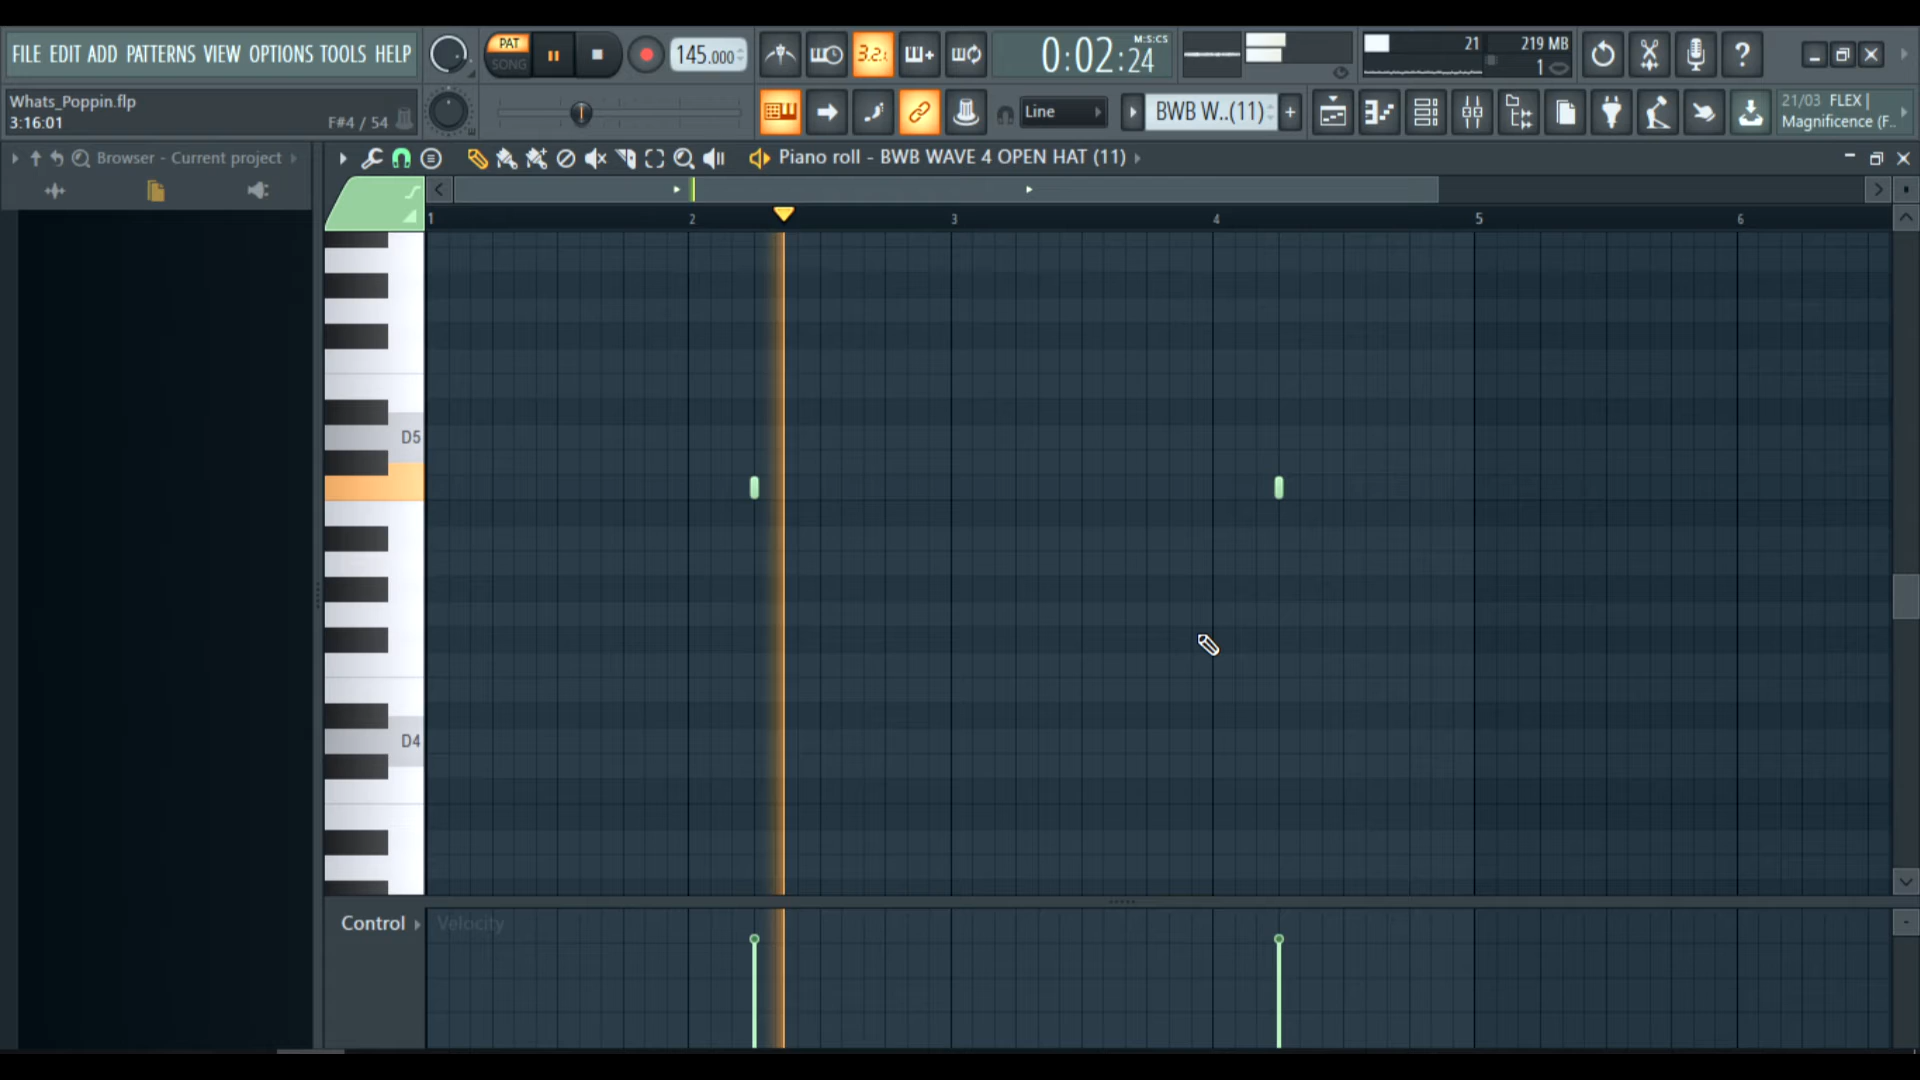 FILE EDIT ADD PATTERNS VIEW OPTIONS TOOLS HELP
PAT
SONG
145.000
3.2.
0:02:24
M:S:CS
21
219 MB
1
?
Whats_Poppin.flp
3:16:01
F#4 / 54
Line
BWB W..(11)
+
21/03 FLEX |
Magnificence (F..
Browser - Current project
Piano roll - BWB WAVE 4 OPEN HAT (11)
1 2 3 4 5 6
D5
D4
Control
Velocity